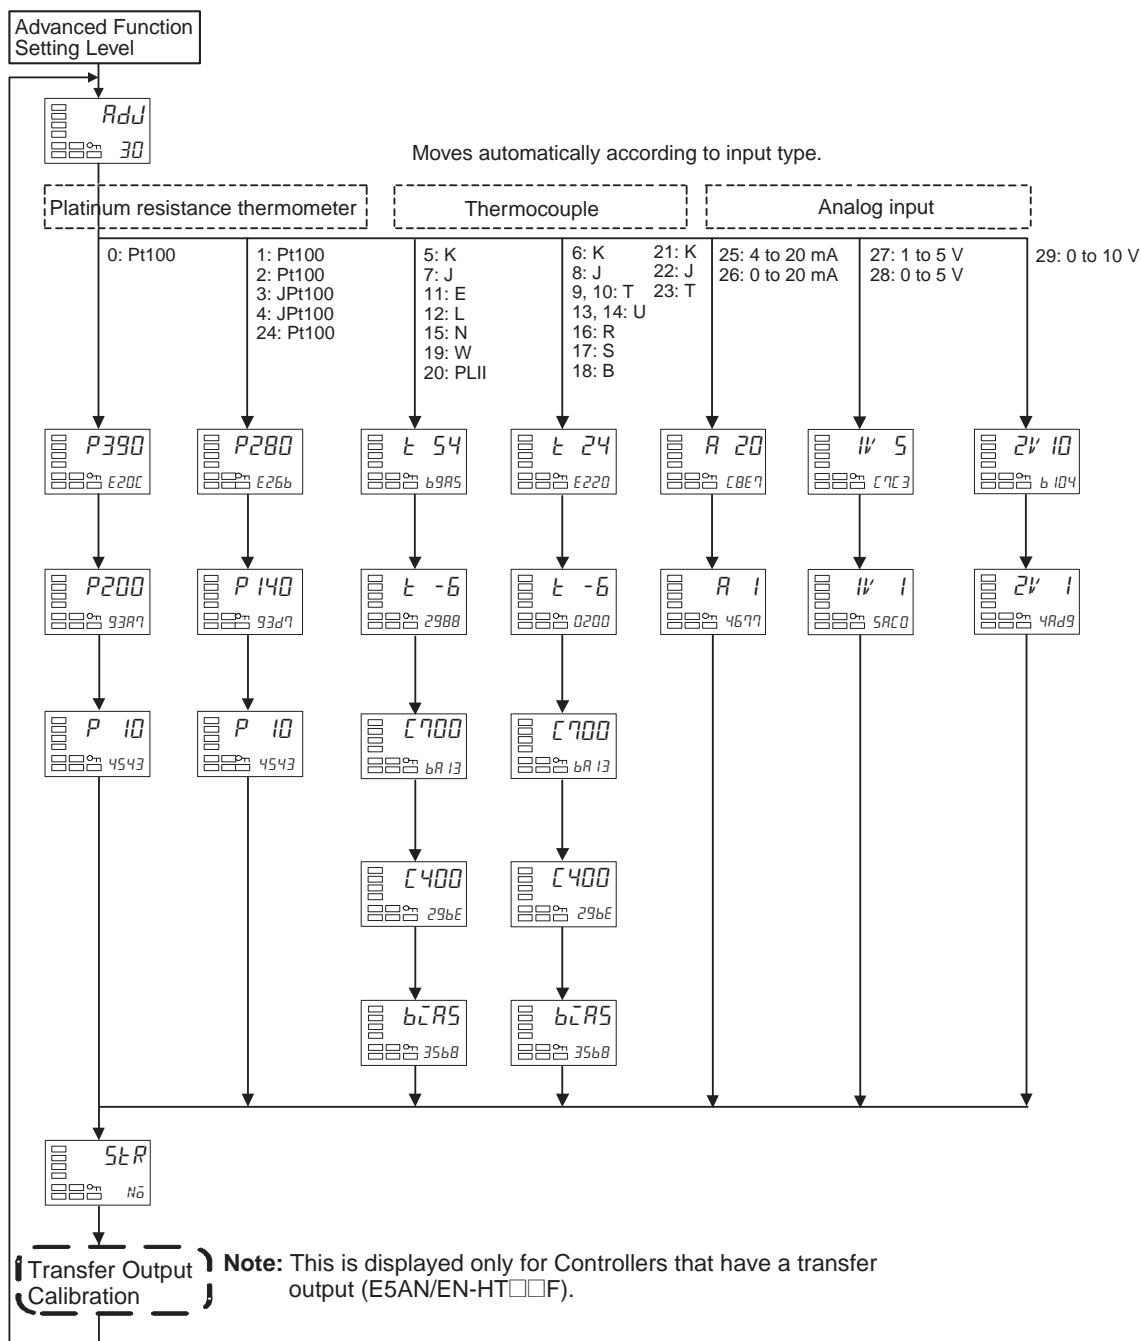 Advanced Function
Setting Level
AdJ
30
Moves automatically according to input type.
Platinum resistance thermometer
Thermocouple
Analog input
0: Pt100
1: Pt100
2: Pt100
3: JPt100
4: JPt100
24: Pt100
5: K
7: J
11: E
12: L
15: N
19: W
20: PLII
6: K
8: J
9, 10: T
13, 14: U
16: R
17: S
18: B
21: K
22: J
23: T
25: 4 to 20 mA
26: 0 to 20 mA
27: 1 to 5 V
28: 0 to 5 V
29: 0 to 10 V
P390
E20C
P280
E26b
t 54
b9A5
t 24
E220
A 20
C8E7
1V 5
C7C3
2V 10
b104
P200
93A7
P140
93d7
t -6
2988
t -6
0200
A 1
4677
1V 1
5AC0
2V 1
4Ad9
P 10
4543
P 10
4543
C700
bA13
C700
bA13
C400
29bE
C400
29bE
biAS
35b8
biAS
35b8
StR
No
Transfer Output
Calibration
Note: This is displayed only for Controllers that have a transfer
output (E5AN/EN-HT□□F).